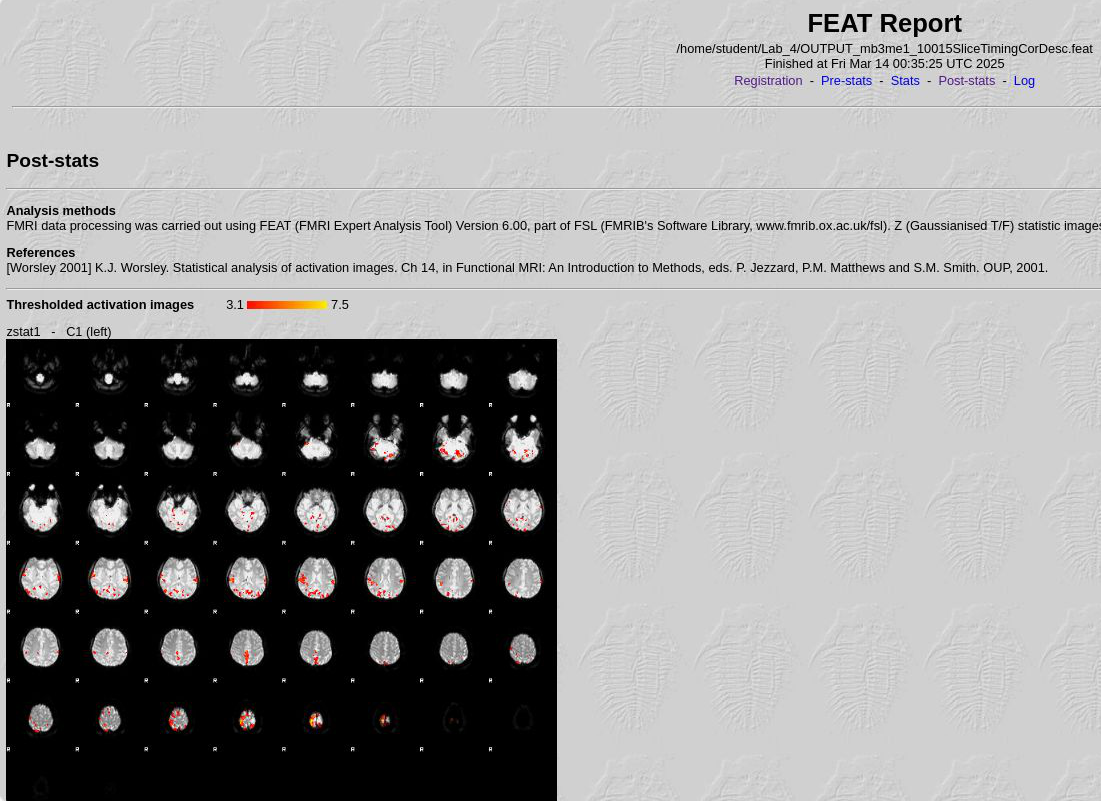 FEAT Report
/home/student/Lab_4/OUTPUT_mb3me1_10015SliceTimingCorDesc.feat
Finished at Fri Mar 14 00:35:25 UTC 2025
Registration - Pre-stats - Stats - Post-stats - Log
Post-stats
Analysis methods
FMRI data processing was carried out using FEAT (FMRI Expert Analysis Tool) Version 6.00, part of FSL (FMRIB's Software Library, www.fmrib.ox.ac.uk/fsl). Z (Gaussianised T/F) statistic images
References
[Worsley 2001] K.J. Worsley. Statistical analysis of activation images. Ch 14, in Functional MRI: An Introduction to Methods, eds. P. Jezzard, P.M. Matthews and S.M. Smith. OUP, 2001.
Thresholded activation images 3.1 7.5
zstat1 - C1 (left)
R R R R R R R R
R R R R R R R R
R R R R R R R R
R R R R R R R R
R R R R R R R R
R R R R R R R R